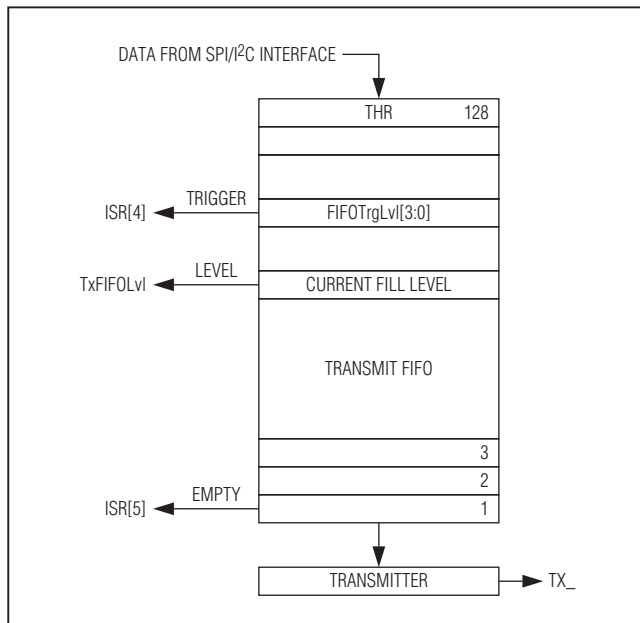 DATA FROM SPI/I²C INTERFACE
THR 128
TRIGGER
ISR[4] FIFOTrgLvl[3:0]
LEVEL
TxFIFOLvl CURRENT FILL LEVEL
TRANSMIT FIFO
3
2
EMPTY
ISR[5] 1
TRANSMITTER TX_